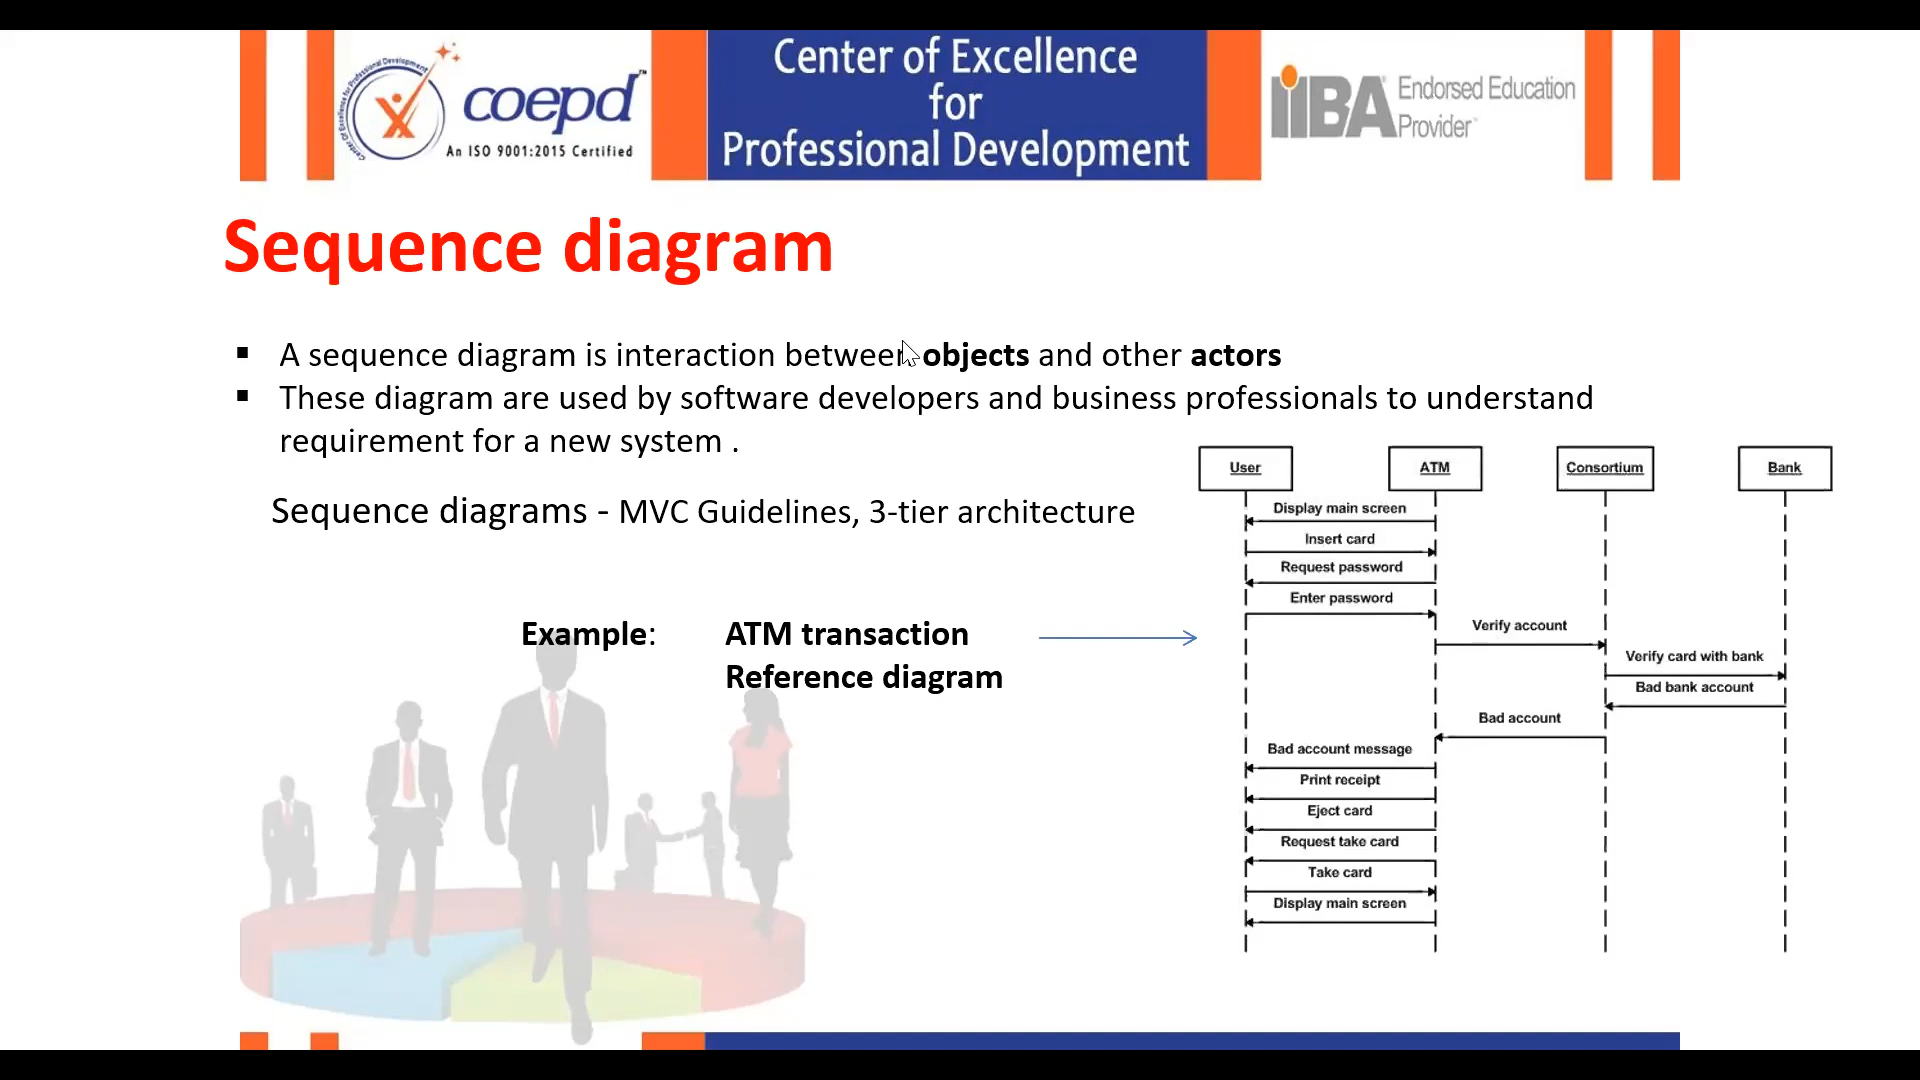 coepd™
An ISO 9001:2015 Certified
Center of Excellence
for
Professional Development
iiBA Endorsed Education
Provider™
Sequence diagram
▪ A sequence diagram is interaction between objects and other actors
▪ These diagram are used by software developers and business professionals to understand
requirement for a new system .
Sequence diagrams - MVC Guidelines, 3-tier architecture
Example: ATM transaction
Reference diagram
User ATM Consortium Bank
Display main screen
Insert card
Request password
Enter password
Verify account
Verify card with bank
Bad bank account
Bad account
Bad account message
Print receipt
Eject card
Request take card
Take card
Display main screen